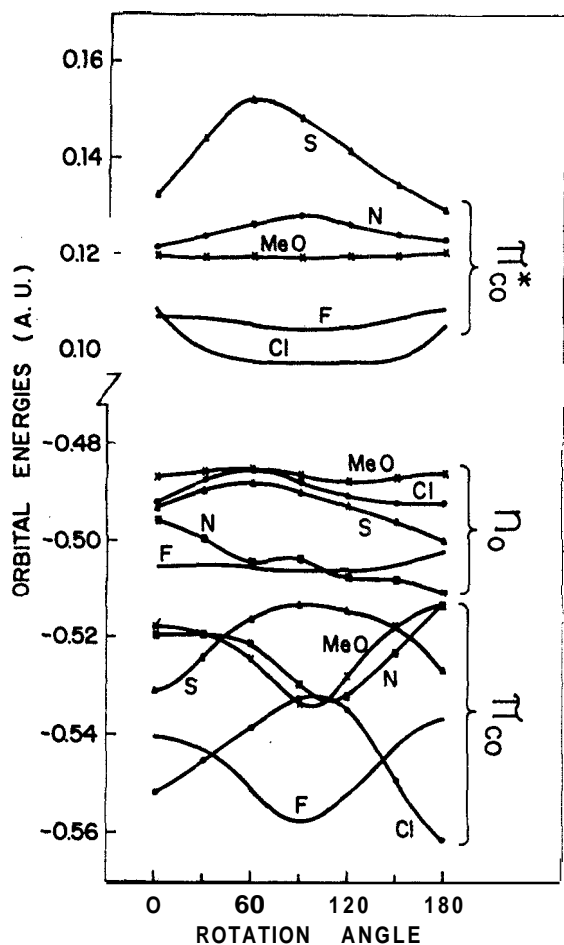 0.16
0.14
0.12
0.10
-0.48
-0.50
-0.52
-0.54
-0.56
ORBITAL ENERGIES (A.U.)
S
N
MeO
F
Cl
π*CO
MeO
Cl
S
N
F
nO
MeO
N
S
F
Cl
πCO
0 60 120 180
ROTATION ANGLE